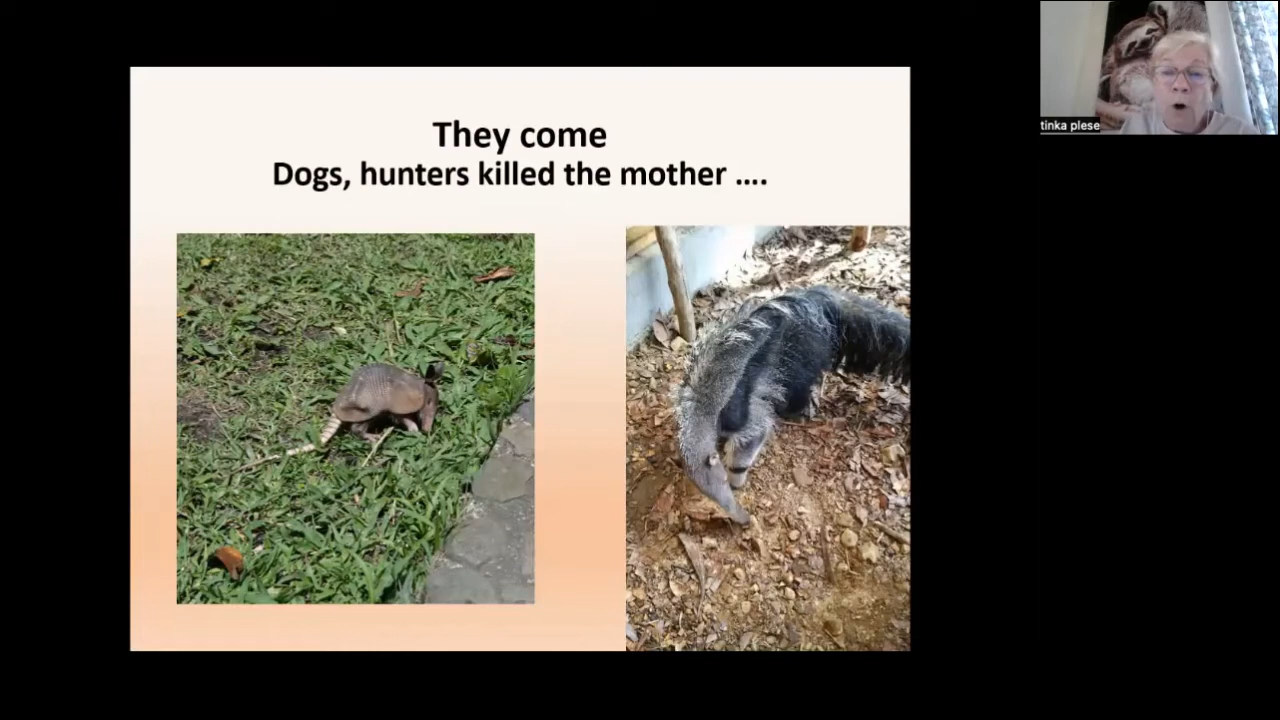 They come
Dogs, hunters killed the mother ....
tinka plese